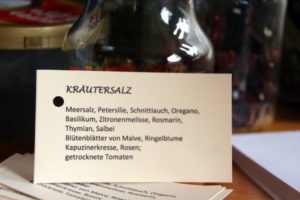 KRÄUTERSALZ
Meersalz, Petersilie, Schnittlauch, Oregano,
Basilikum, Zitronenmelisse, Rosmarin,
Thymian, Salbei
Blütenblätter von Malve, Ringelblume
Kapuzinerkresse, Rosen;
getrocknete Tomaten